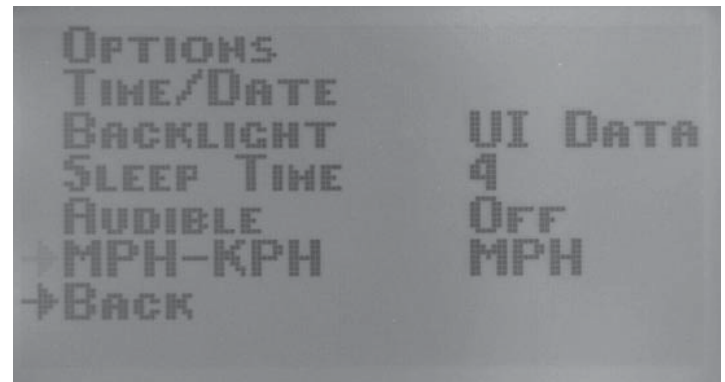 Options
Time/Date
Backlight UI Data
Sleep Time 4
Audible Off
→MPH-KPH MPH
→Back